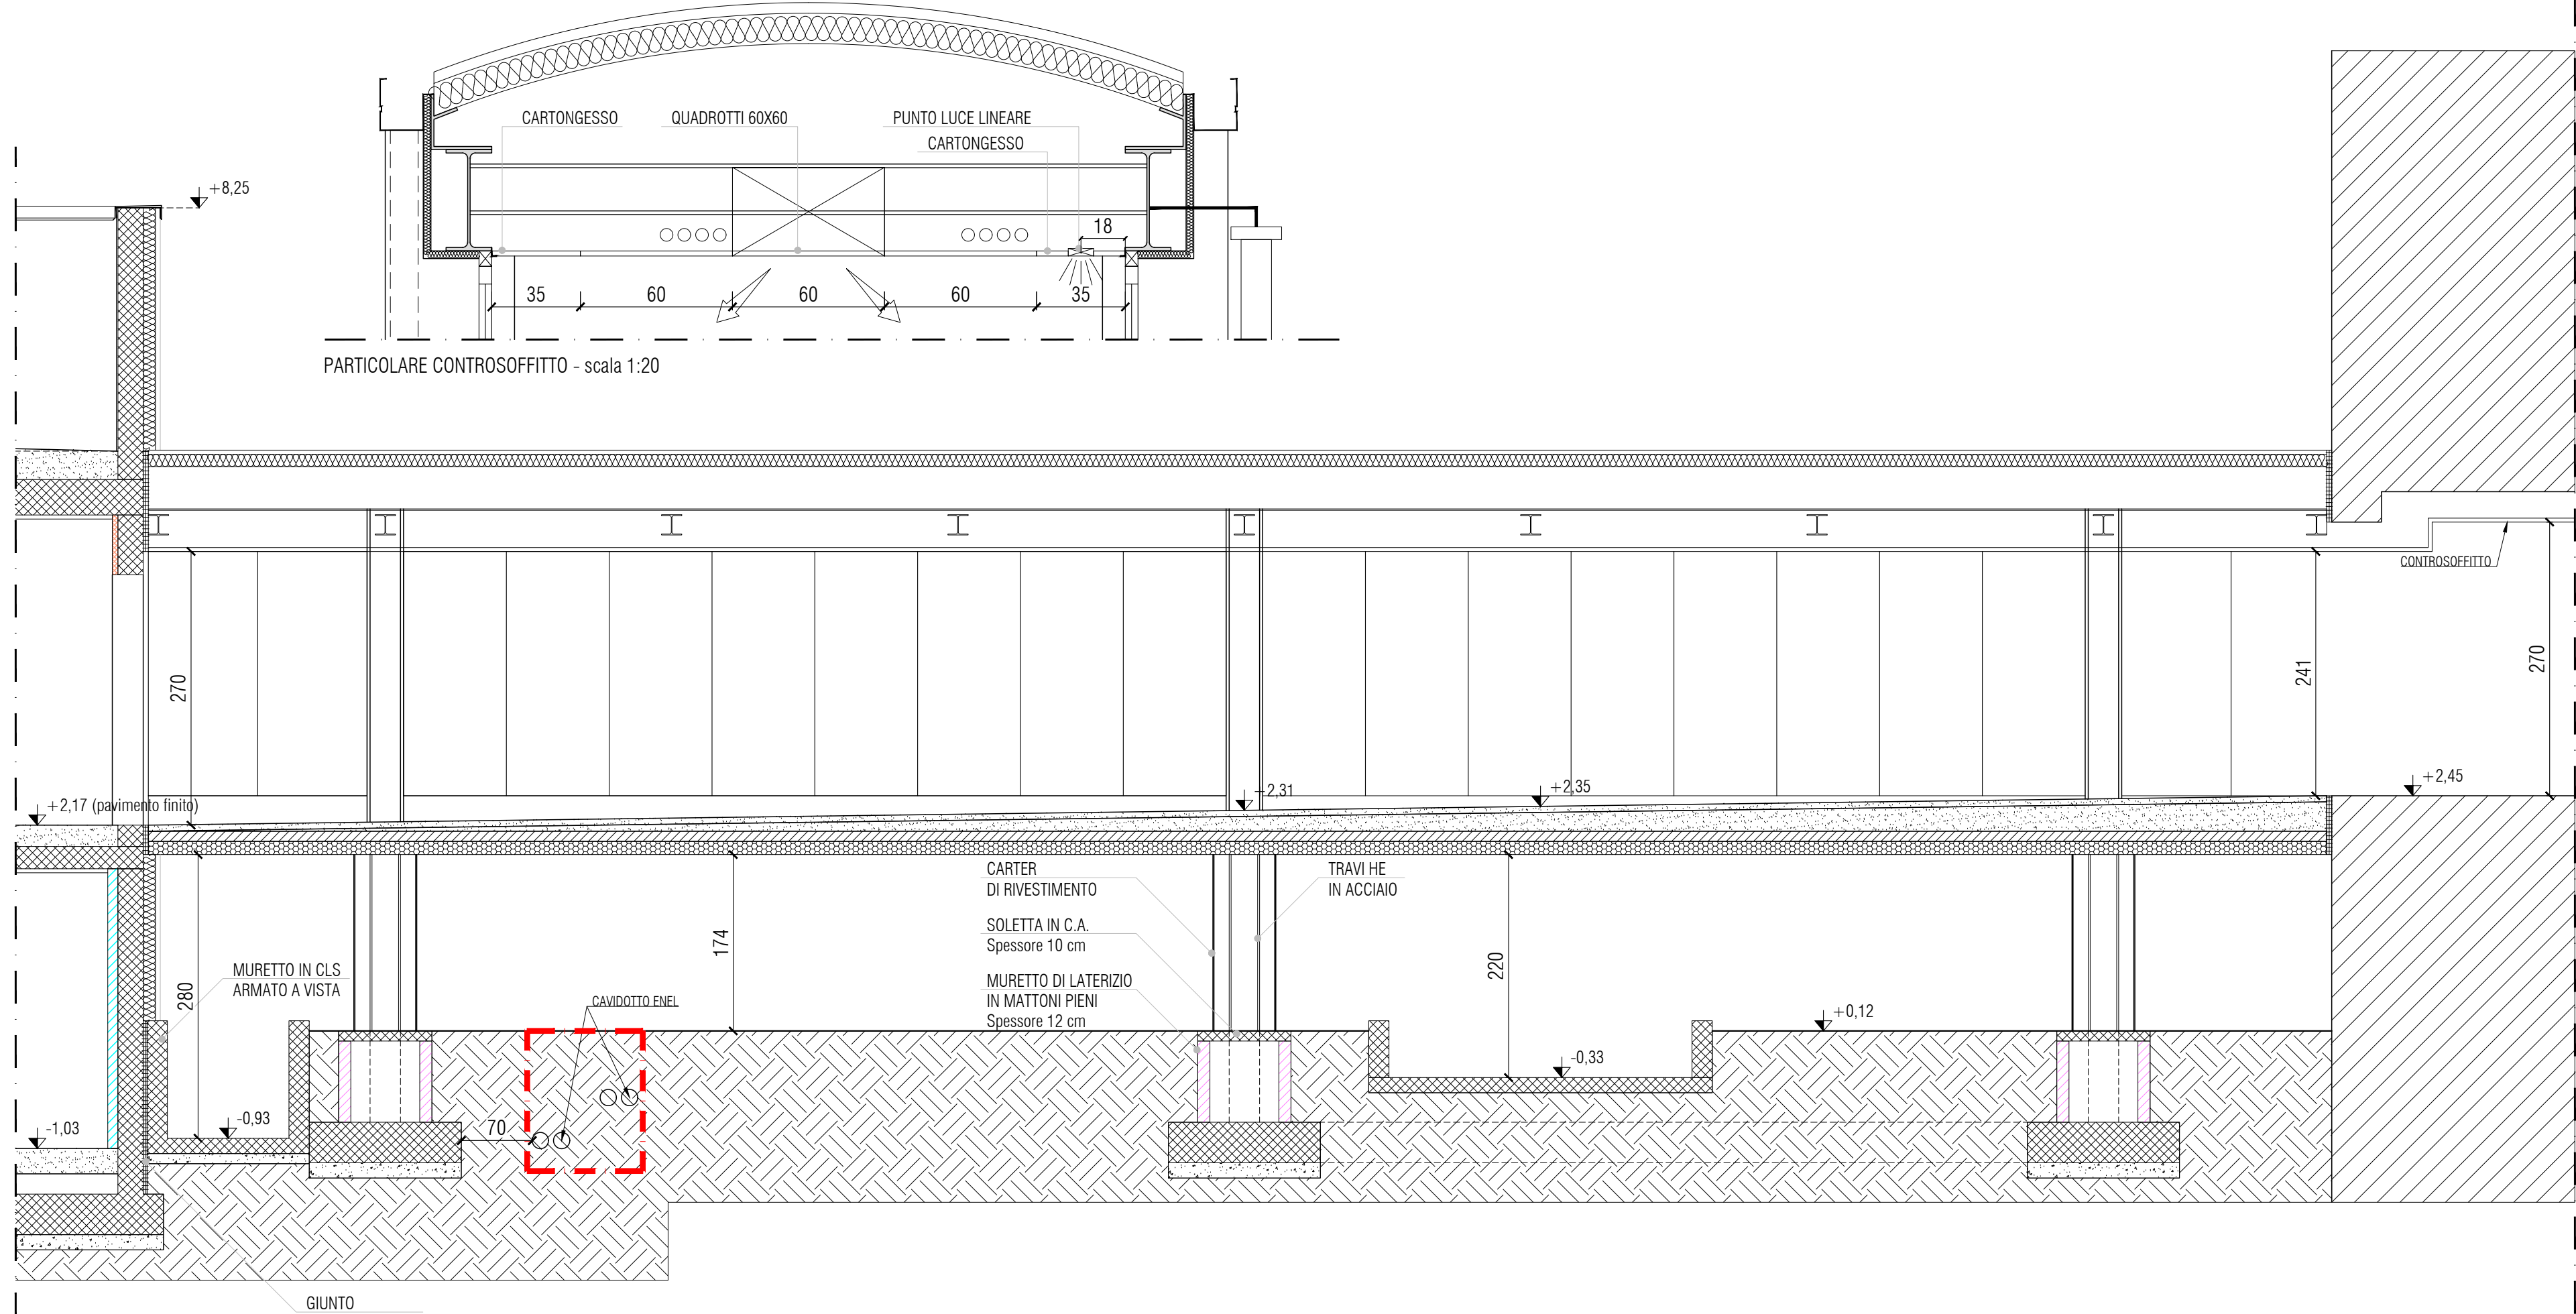 CARTONGESSO
QUADROTTI 60X60
PUNTO LUCE LINEARE
CARTONGESSO
+8,25
18
35
60
60
60
35
PARTICOLARE CONTROSOFFITTO - scala 1:20
CONTROSOFFITTO
270
241
270
+2,17 (pavimento finito)
+2,31
+2,35
+2,45
CARTER
DI RIVESTIMENTO
TRAVI HE
IN ACCIAIO
SOLETTA IN C.A.
Spessore 10 cm
MURETTO DI LATERIZIO
IN MATTONI PIENI
Spessore 12 cm
174
220
280
MURETTO IN CLS
ARMATO A VISTA
CAVIDOTTO ENEL
+0,12
-0,33
-0,93
-1,03
70
GIUNTO